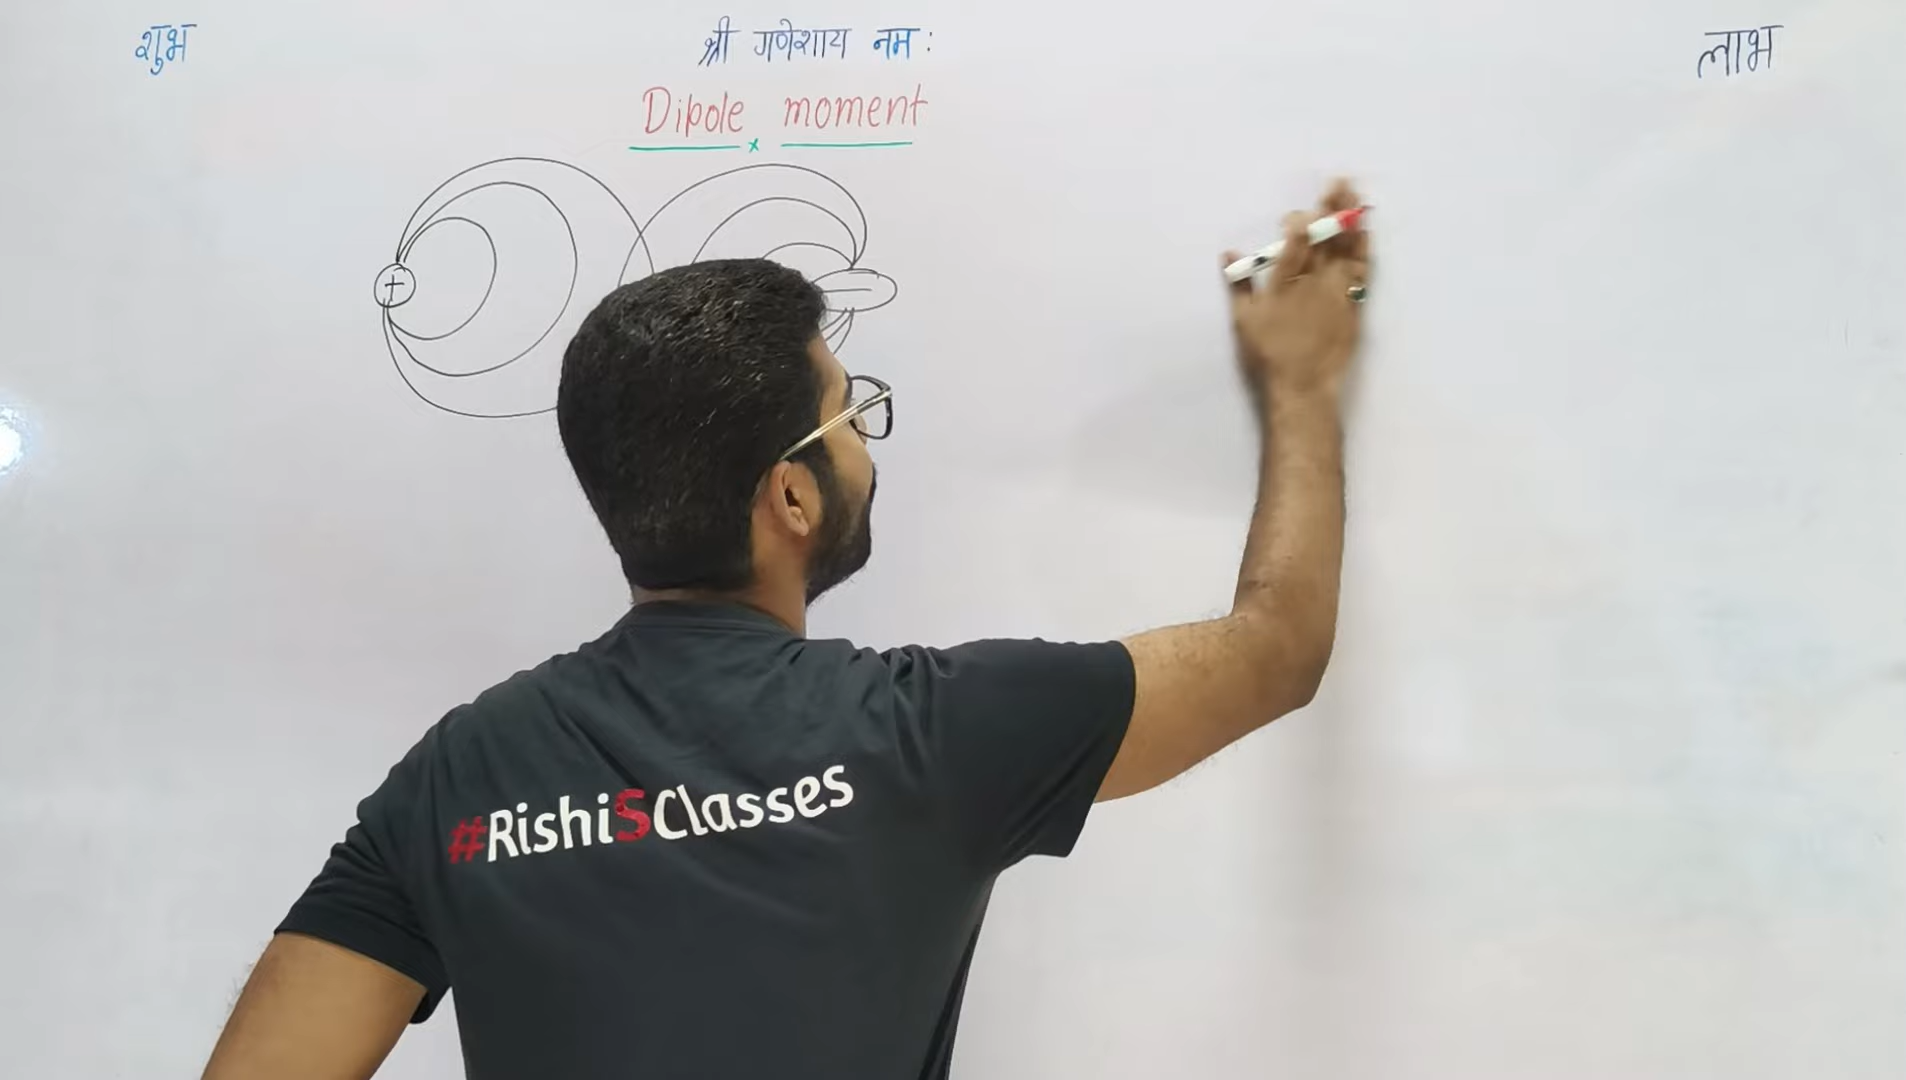 शुभ
श्री गणेशाय नम:
लाभ
Dipole moment
x
+
−
#RishiSClasses